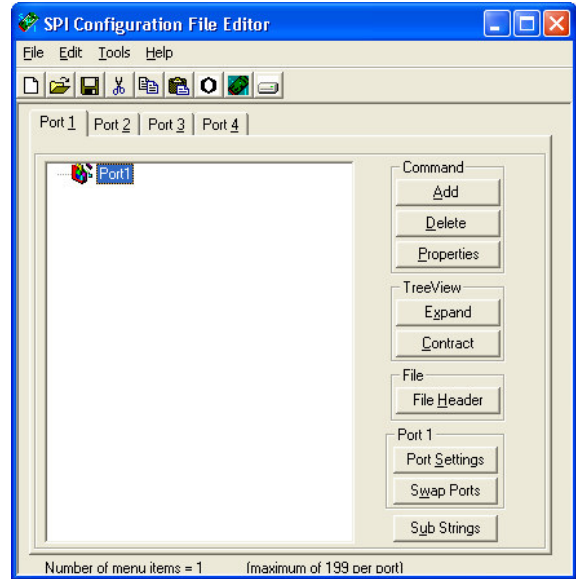 SPI Configuration File Editor
File Edit Tools Help
Port 1 Port 2 Port 3 Port 4
Port1
Command
Add
Delete
Properties
TreeView
Expand
Contract
File
File Header
Port 1
Port Settings
Swap Ports
Sub Strings
Number of menu items = 1 (maximum of 199 per port)